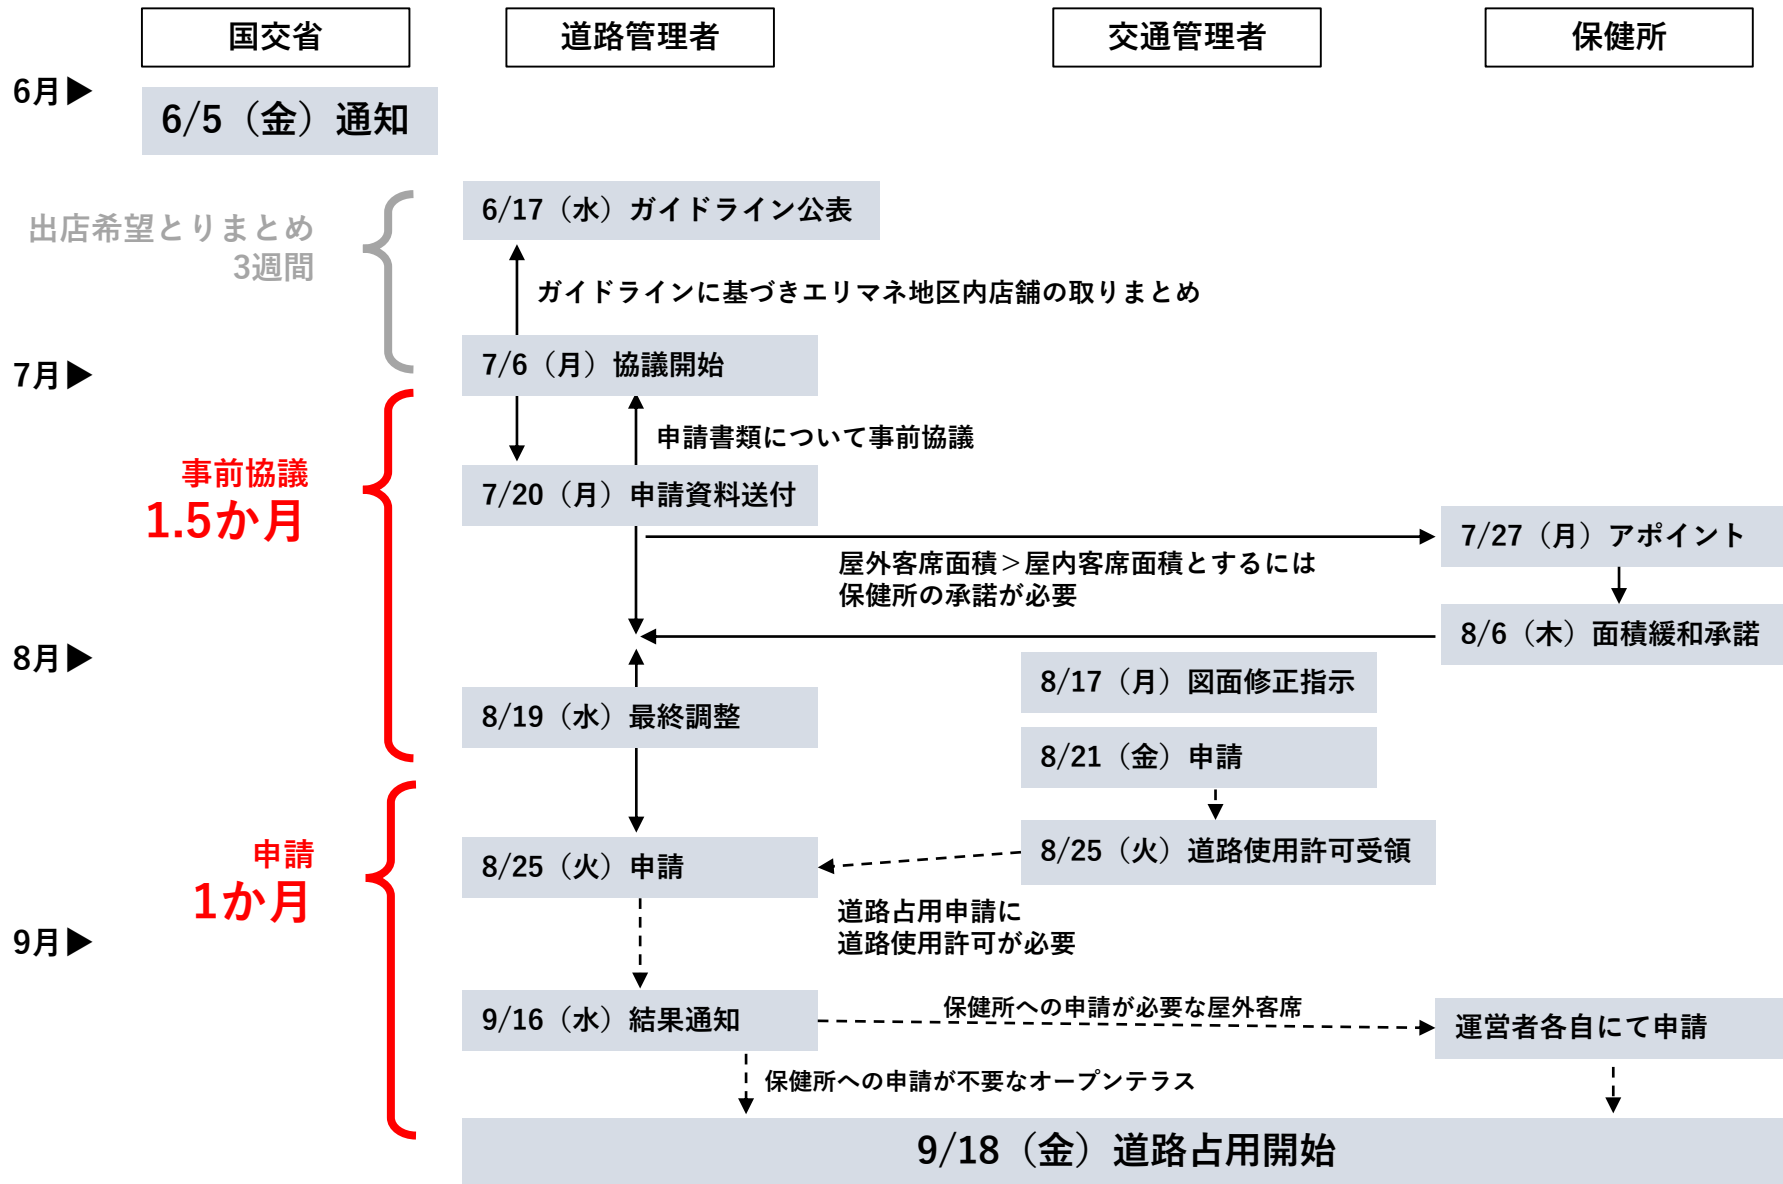 国交省
道路管理者
交通管理者
保健所
6月▶
6/5（金）通知
出店希望とりまとめ
3週間
6/17（水）ガイドライン公表
ガイドラインに基づきエリマネ地区内店舗の取りまとめ
7月▶
7/6（月）協議開始
申請書類について事前協議
事前協議
1.5か月
7/20（月）申請資料送付
7/27（月）アポイント
屋外客席面積＞屋内客席面積とするには
保健所の承諾が必要
8/6（木）面積緩和承諾
8月▶
8/17（月）図面修正指示
8/19（水）最終調整
8/21（金）申請
申請
1か月
8/25（火）申請
8/25（火）道路使用許可受領
道路占用申請に
道路使用許可が必要
9月▶
9/16（水）結果通知
保健所への申請が必要な屋外客席
運営者各自にて申請
保健所への申請が不要なオープンテラス
9/18（金）道路占用開始